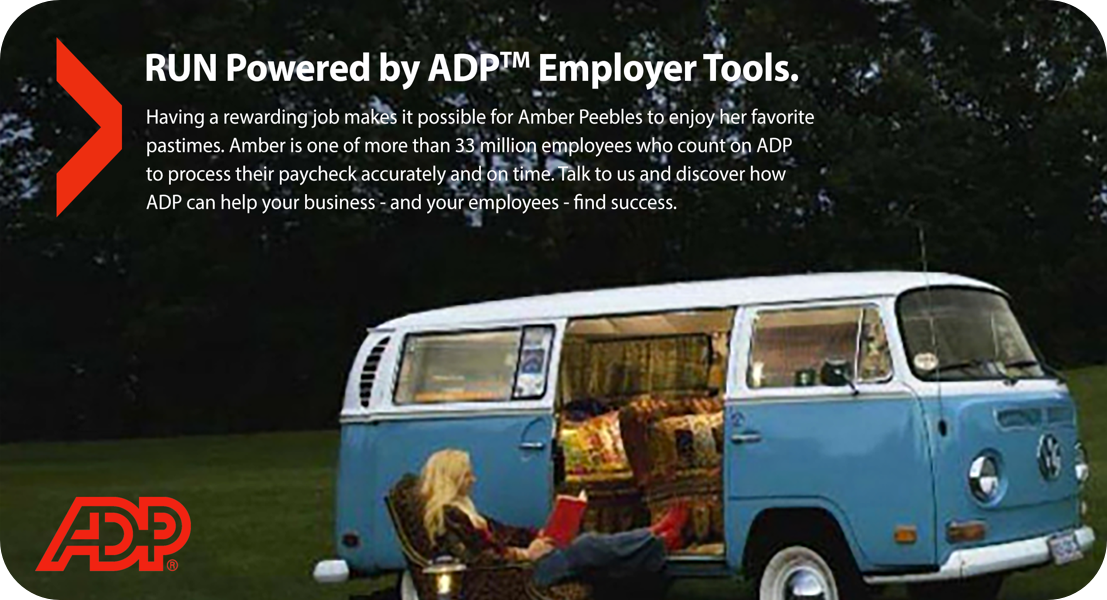 RUN Powered by ADP™ Employer Tools.
Having a rewarding job makes it possible for Amber Peebles to enjoy her favorite
pastimes. Amber is one of more than 33 million employees who count on ADP
to process their paycheck accurately and on time. Talk to us and discover how
ADP can help your business - and your employees - find success.
ADP®